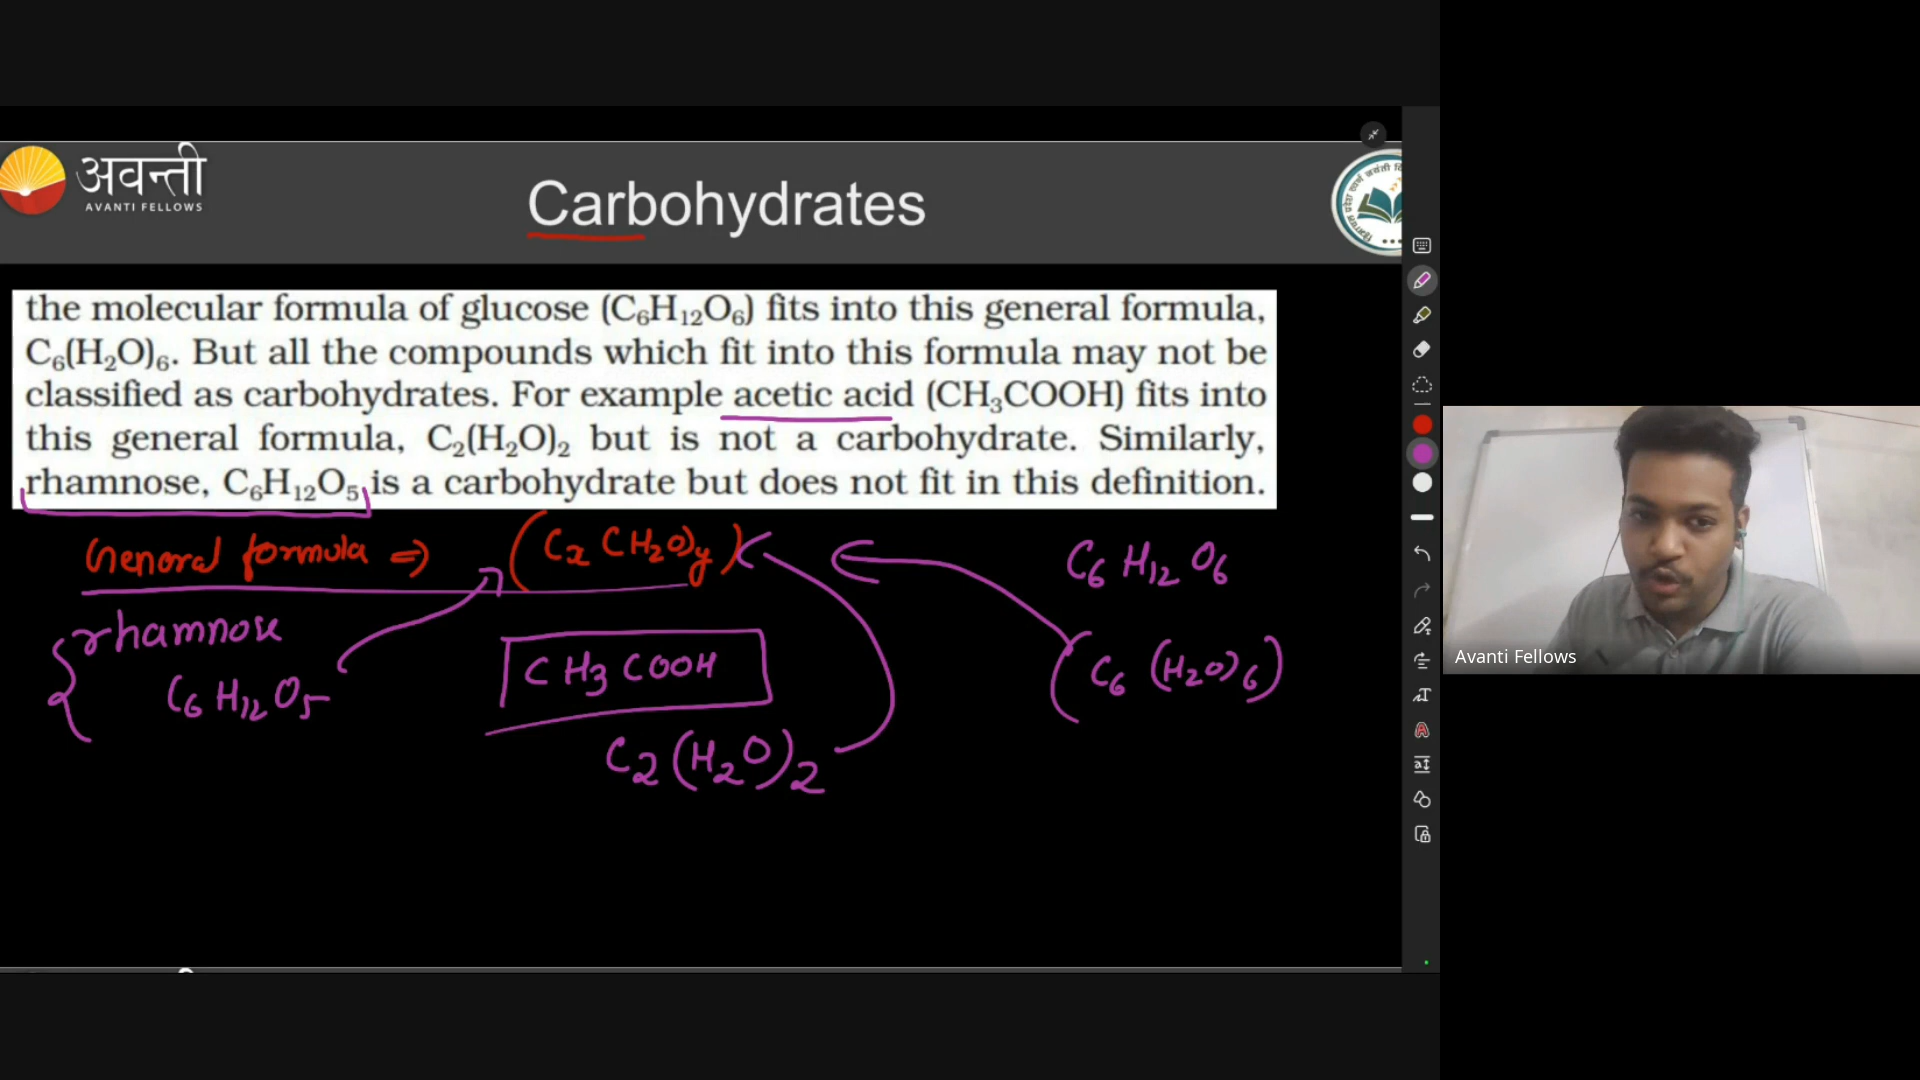 अवन्ती
AVANTI FELLOWS
Carbohydrates
the molecular formula of glucose (C₆H₁₂O₆) fits into this general formula,
C₆(H₂O)₆. But all the compounds which fit into this formula may not be
classified as carbohydrates. For example acetic acid (CH₃COOH) fits into
this general formula, C₂(H₂O)₂ but is not a carbohydrate. Similarly,
rhamnose, C₆H₁₂O₅ is a carbohydrate but does not fit in this definition.
General formula ⇒ (Cx (H₂O)y)
C₆ H₁₂ O₆
rhamnose
C₆ H₁₂ O₅
CH₃ COOH
(C₆ (H₂O)₆)
C₂(H₂O)₂
Avanti Fellows